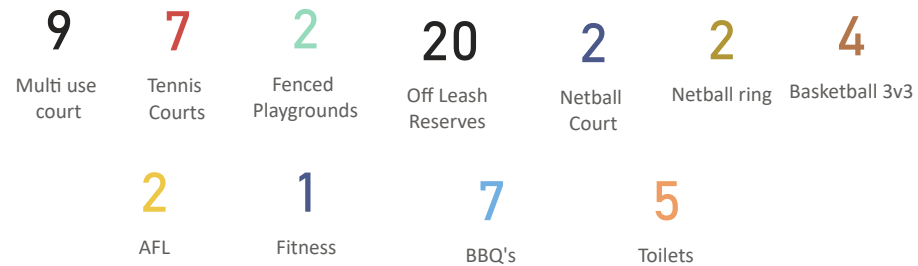 9
Multi use
court
7
Tennis
Courts
2
Fenced
Playgrounds
20
Off Leash
Reserves
2
Netball
Court
2
Netball ring
4
Basketball 3v3
2
AFL
1
Fitness
7
BBQ's
5
Toilets